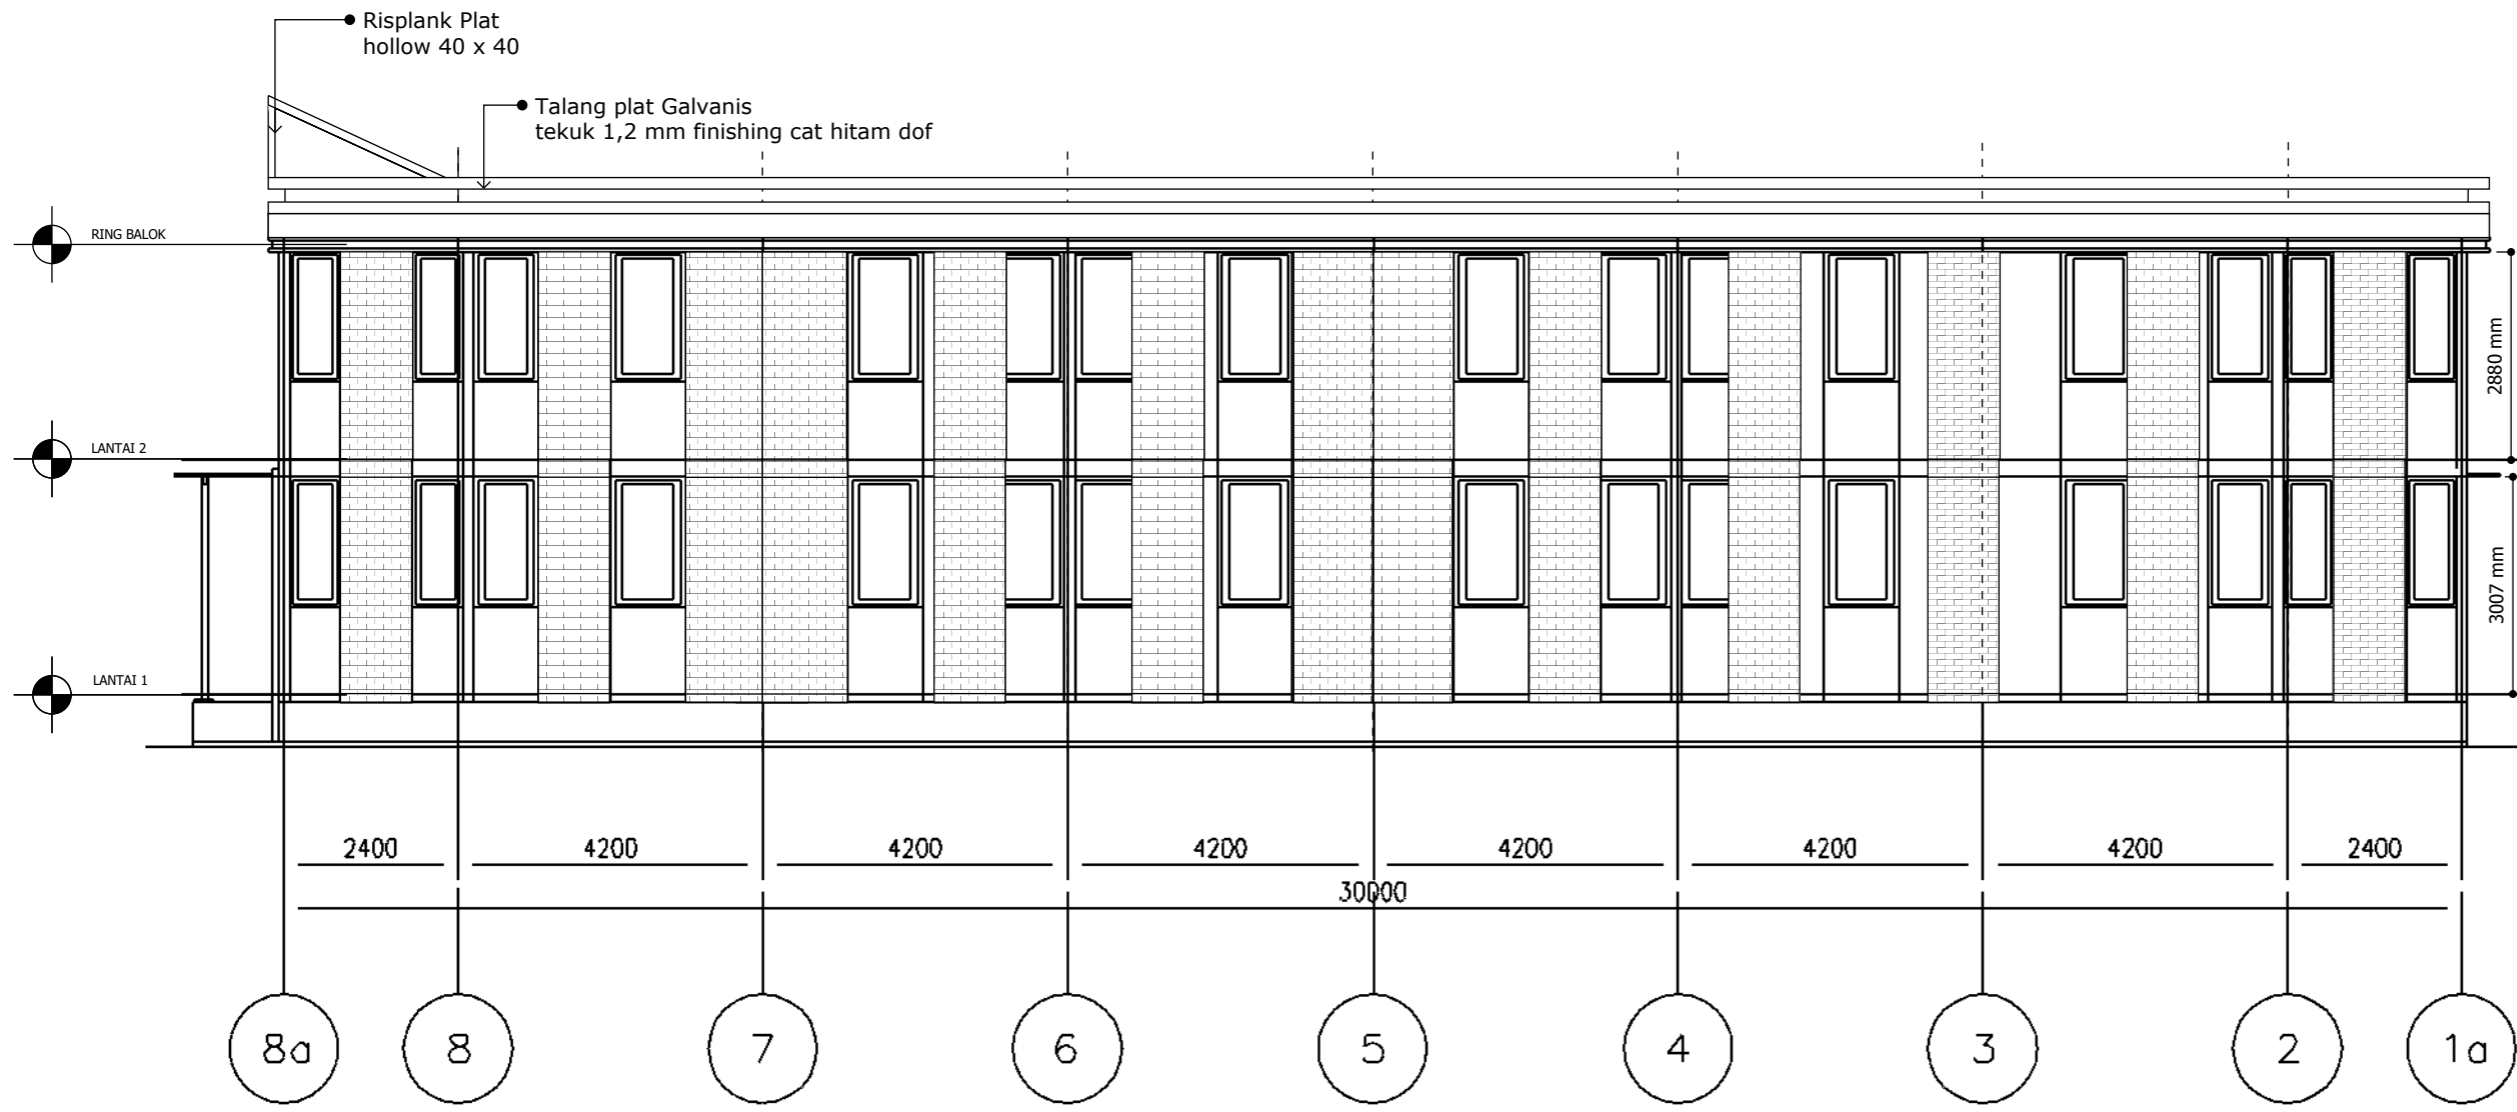 Risplank Plat
hollow 40 x 40
Talang plat Galvanis
tekuk 1,2 mm finishing cat hitam dof
RING BALOK
2880 mm
LANTAI 2
3007 mm
LANTAI 1
2400 4200 4200 4200 4200 4200 4200 2400
30000
8a 8 7 6 5 4 3 2 1a